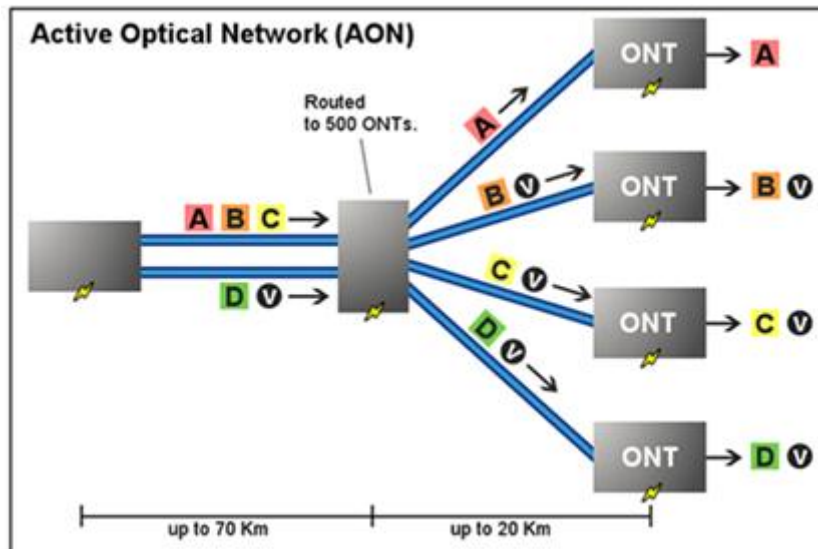 Active Optical Network (AON)
Routed
to 500 ONTs.
A B C
D V
A
B V
C V
D V
ONT
A
ONT
B V
ONT
C V
ONT
D V
up to 70 Km
up to 20 Km